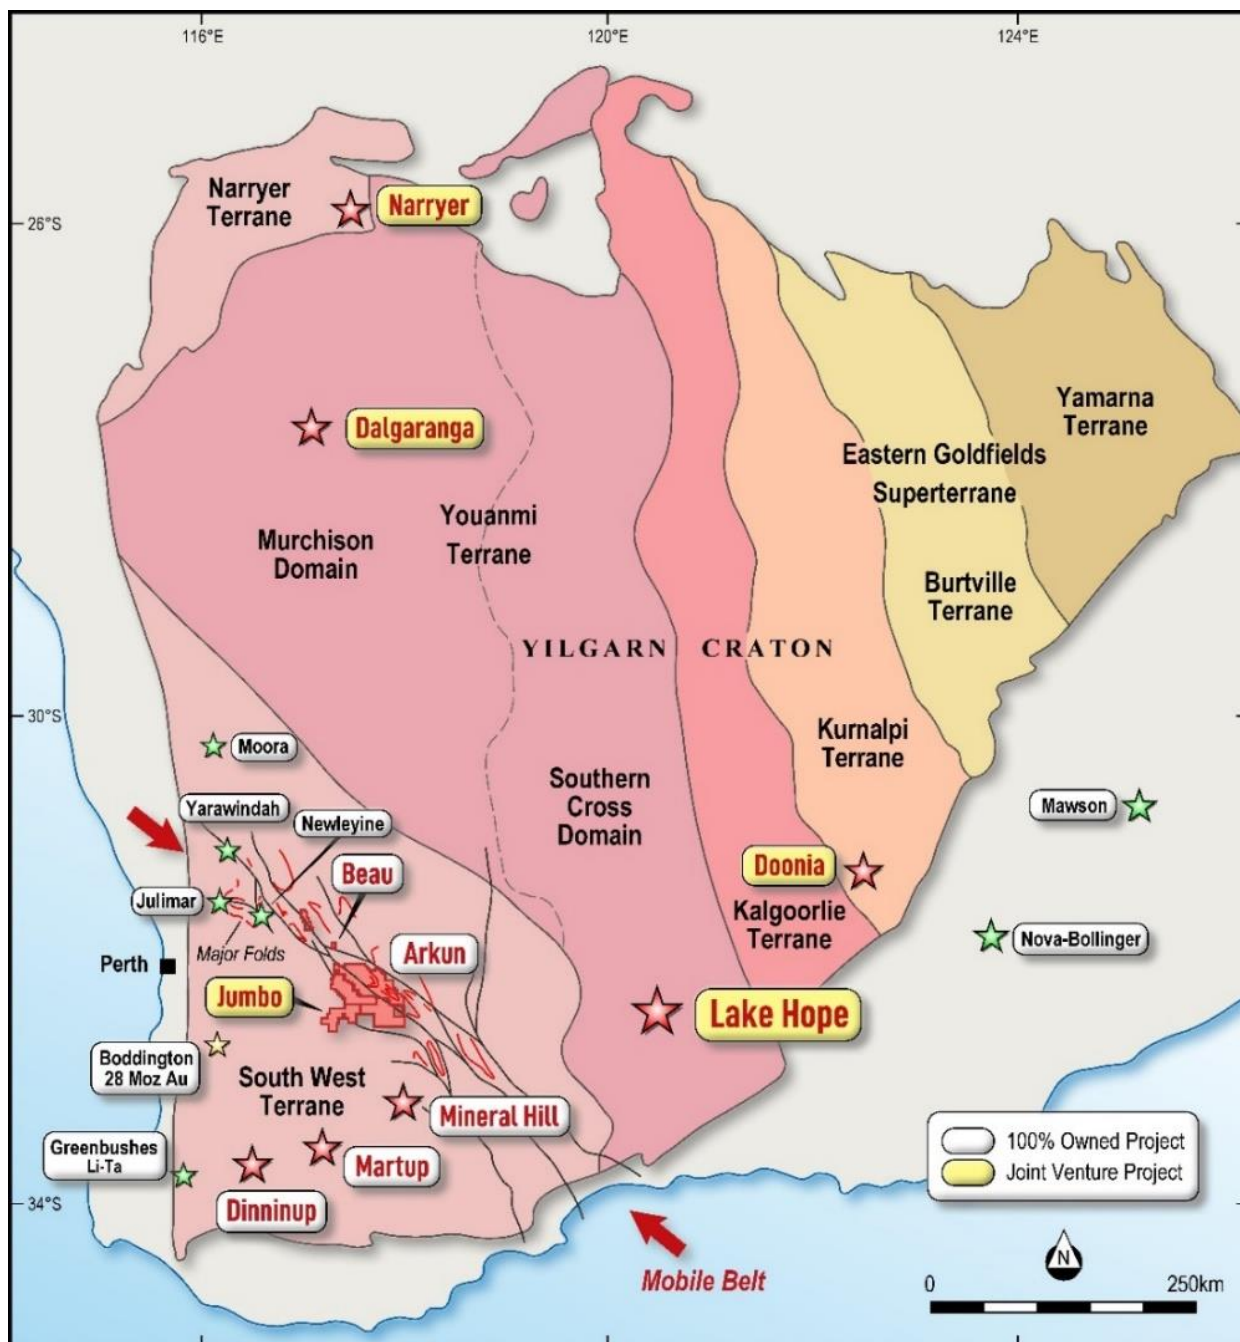 116°E
120°E
124°E
Narryer
Terrane
Narryer
26°S
Dalgaranga
Yamarna
Terrane
Eastern Goldfields
Superterrane
Youanmi
Terrane
Murchison
Domain
Burtville
Terrane
YILGARN CRATON
30°S
Kurnalpi
Terrane
Moora
Southern
Cross
Domain
Mawson
Yarawindah
Newleyine
Beau
Doonia
Julimar
Kalgoorlie
Terrane
Nova-Bollinger
Major Folds
Arkun
Perth
Jumbo
Lake Hope
Boddington
28 Moz Au
South West
Terrane
Mineral Hill
Greenbushes
Li-Ta
Martup
Dinninup
100% Owned Project
Joint Venture Project
34°S
Mobile Belt
N
0
250km